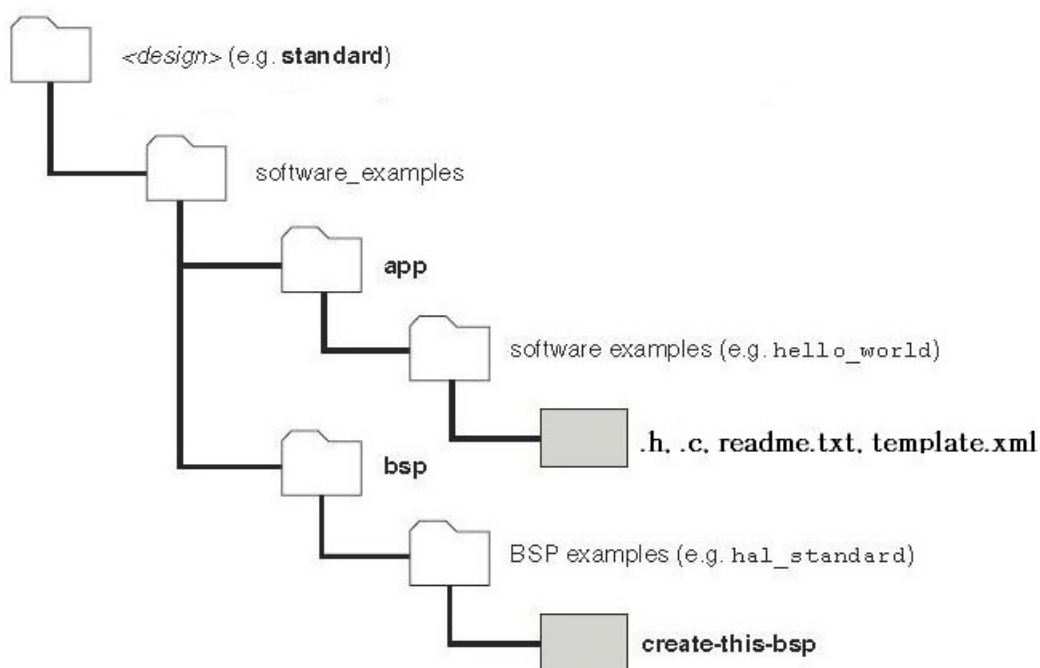 <design> (e.g. standard)
software_examples
app
software examples (e.g. hello_world)
.h, .c, readme.txt, template.xml
bsp
BSP examples (e.g. hal_standard)
create-this-bsp